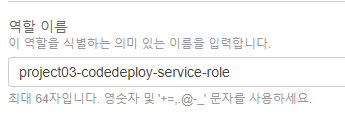 역할 이름
이 역할을 식별하는 의미 있는 이름을 입력합니다.
project03-codedeploy-service-role
최대 64자입니다. 영숫자 및 '+=,.@-_' 문자를 사용하세요.